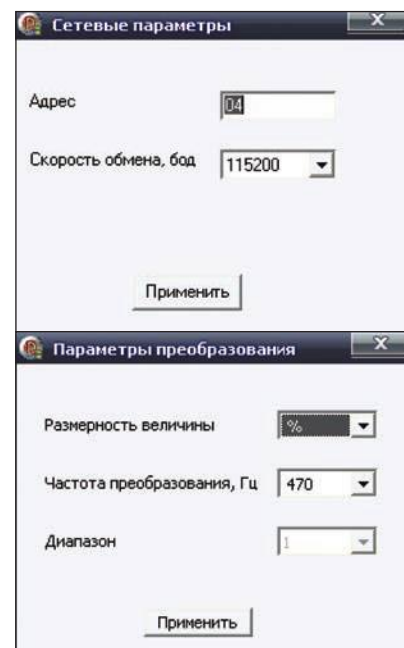 Сетевые параметры
Адрес 04
Скорость обмена, бод 115200
Применить
Параметры преобразования
Размерность величины %
Частота преобразования, Гц 470
Диапазон 1
Применить